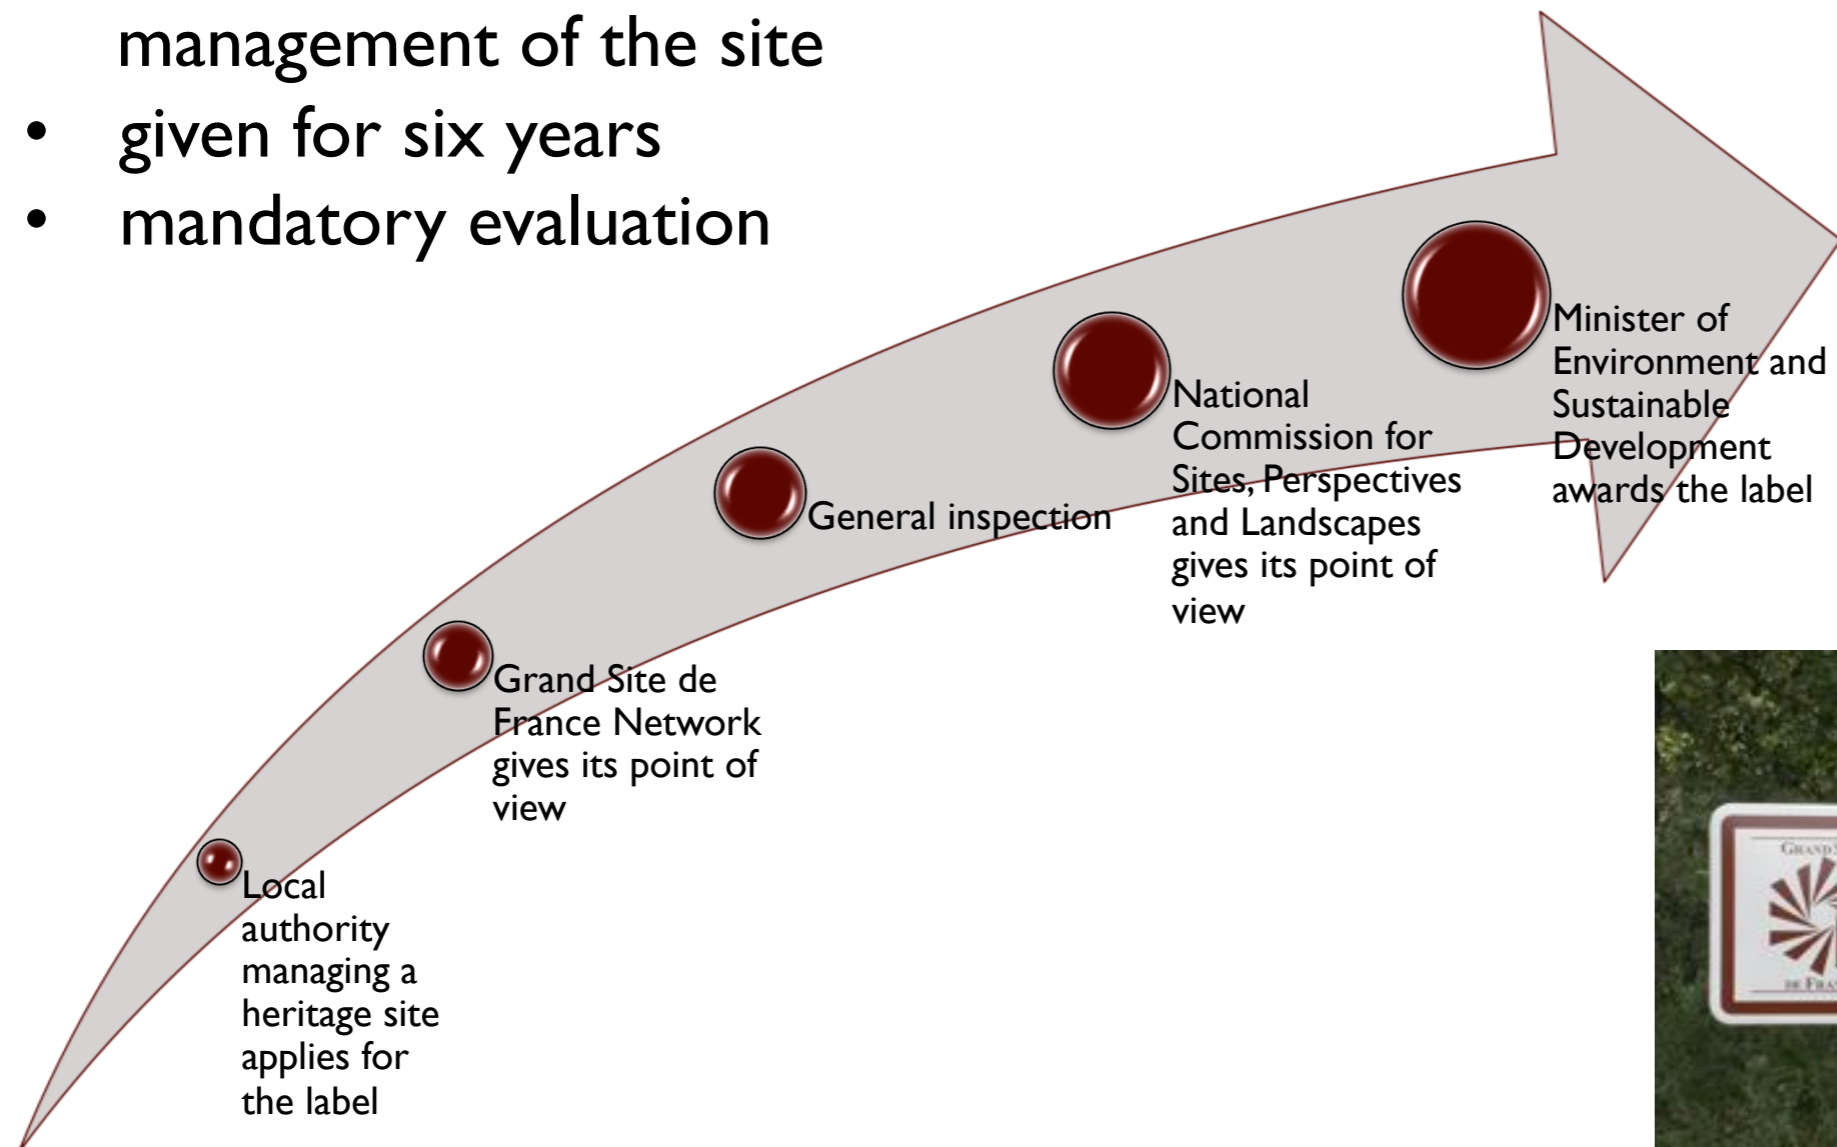 management of the site
• given for six years
• mandatory evaluation
Minister of
Environment and
Sustainable
Development
awards the label
National
Commission for
Sites, Perspectives
and Landscapes
gives its point of
view
General inspection
Grand Site de
France Network
gives its point of
view
Local
authority
managing a
heritage site
applies for
the label
GRAND
DE